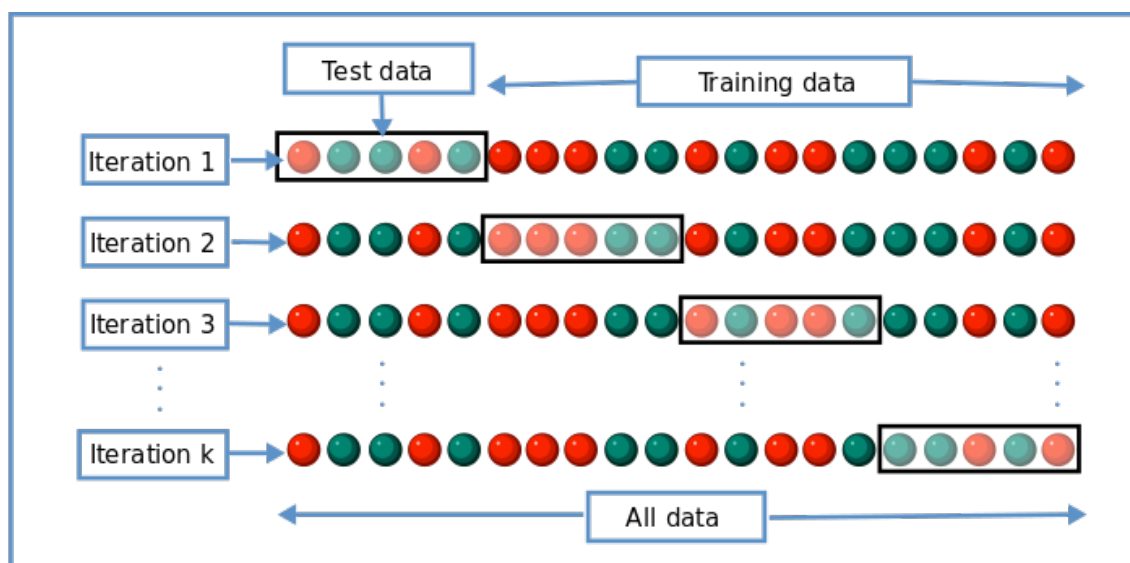 Test data
Training data
Iteration 1
Iteration 2
Iteration 3
Iteration k
All data